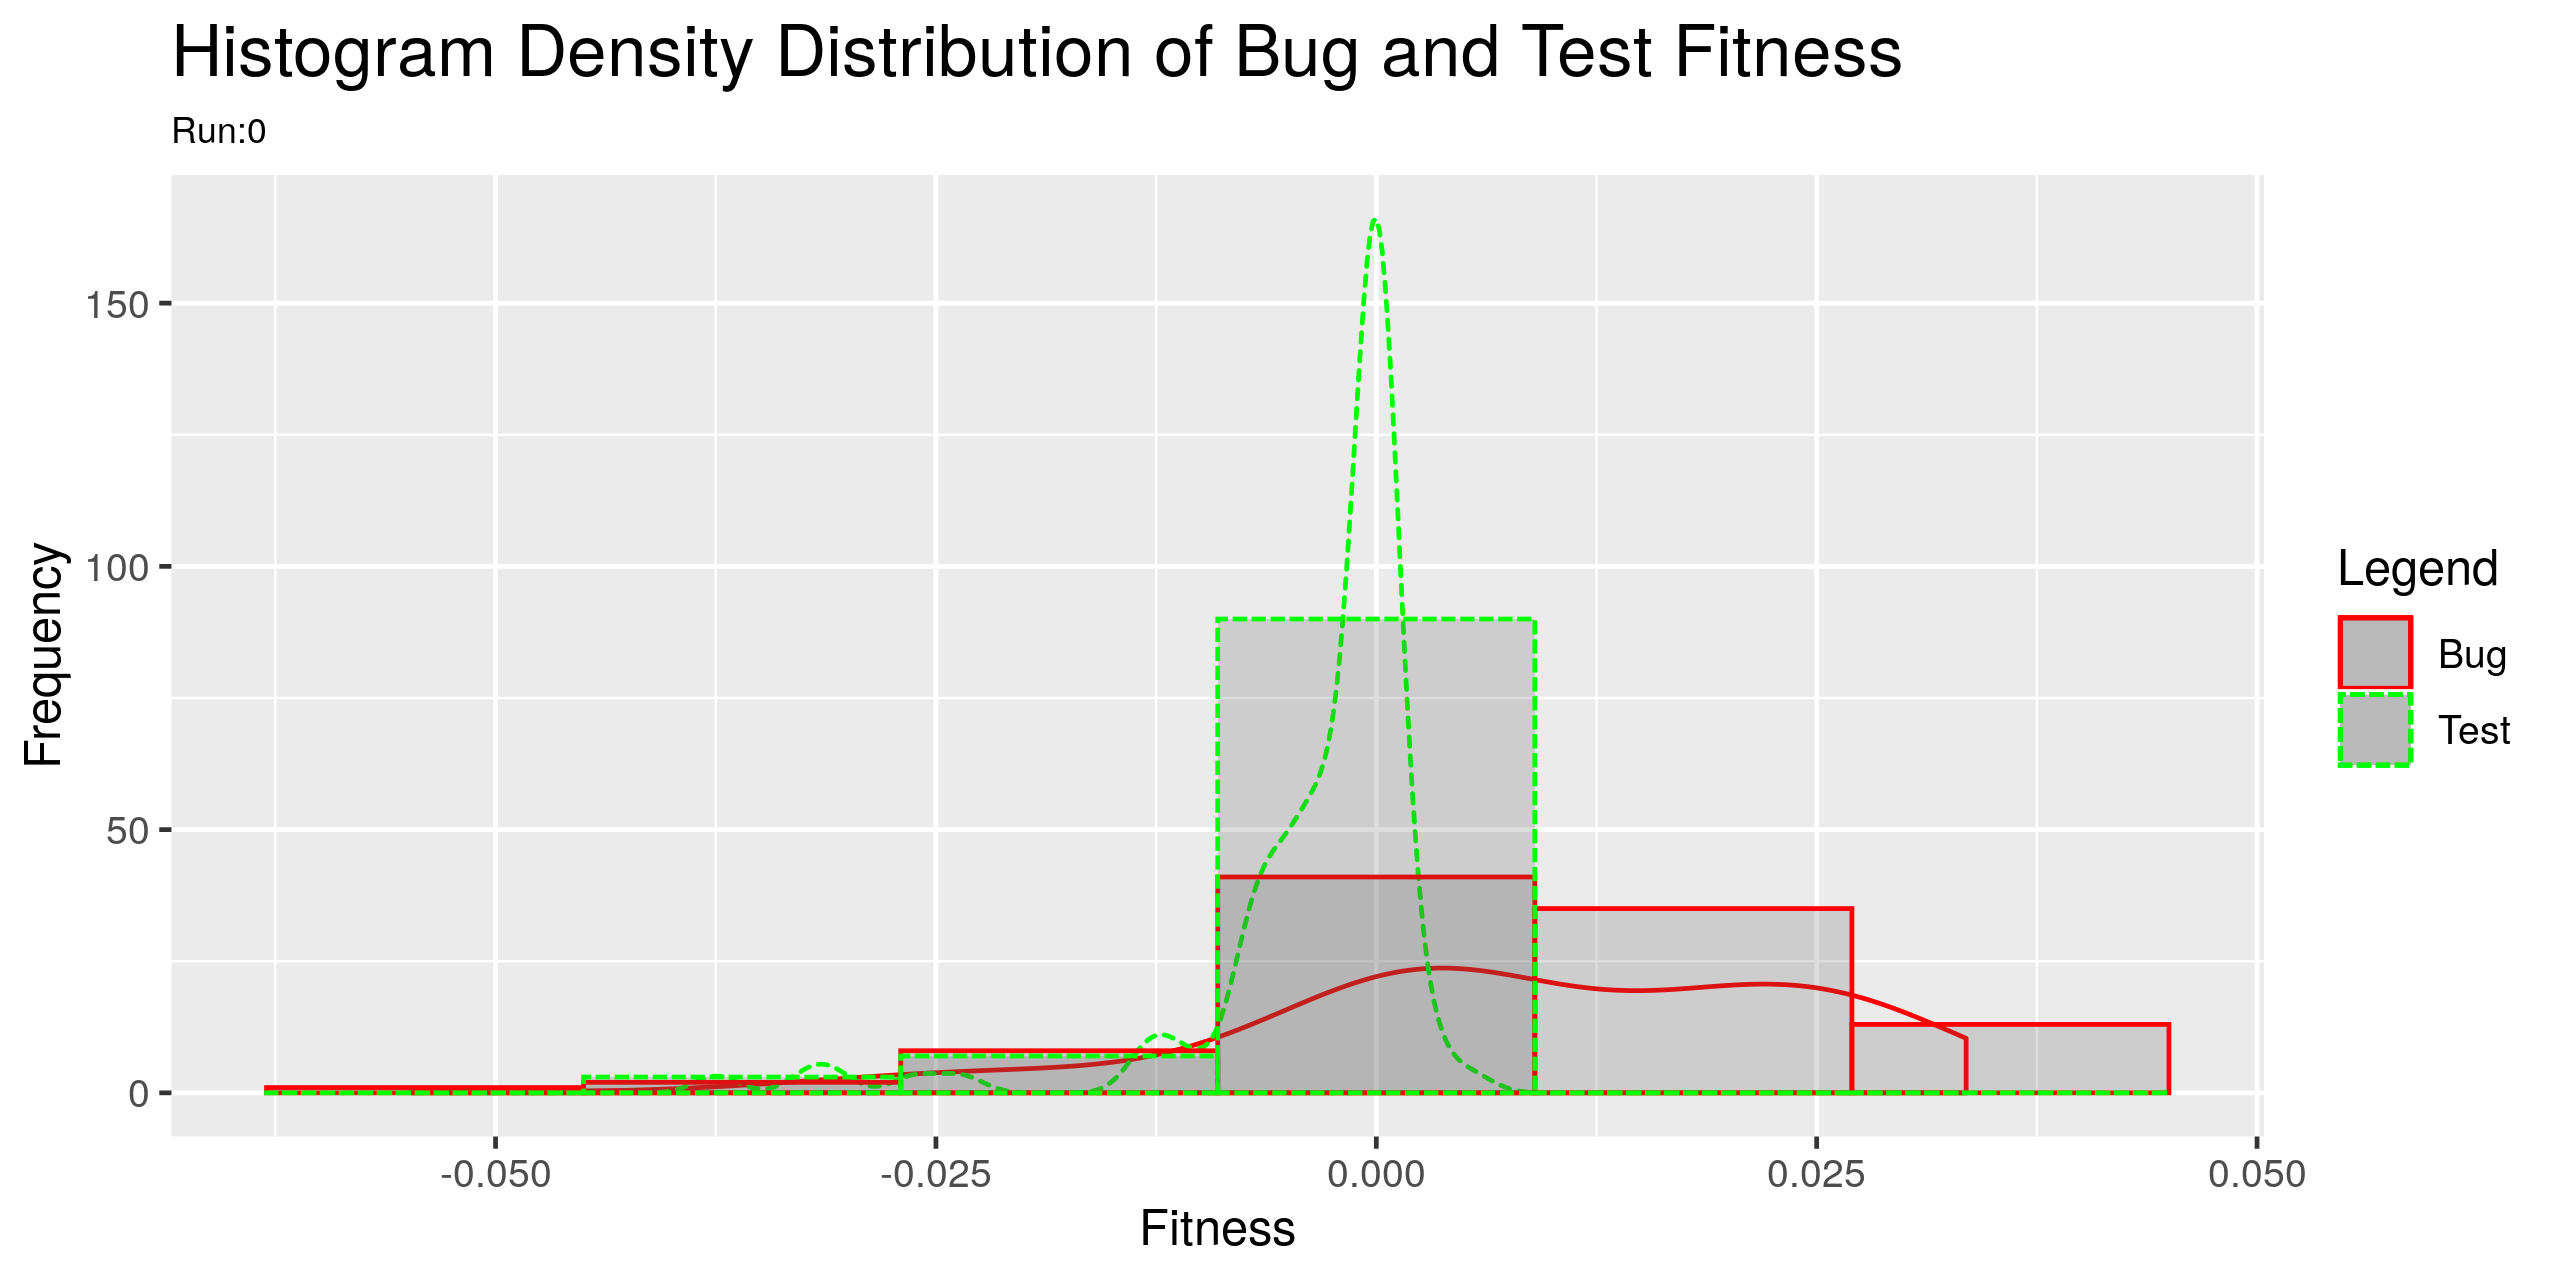 Histogram Density Distribution of Bug and Test Fitness
Run:0
Frequency
150
100
50
0
-0.050 -0.025 0.000 0.025 0.050
Fitness
Legend
Bug
Test